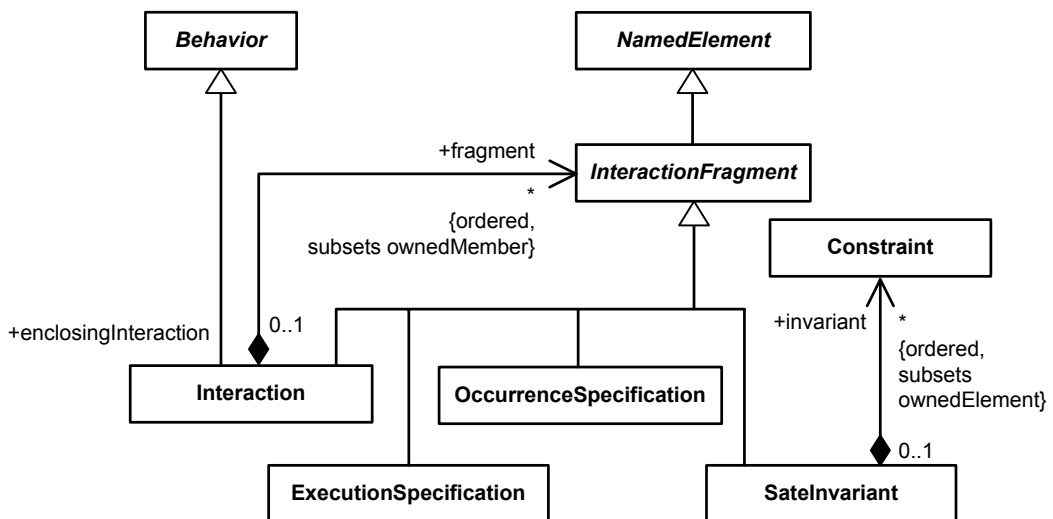 Behavior
NamedElement
+fragment
InteractionFragment
*
{ordered,
subsets ownedMember}
Constraint
+enclosingInteraction
0..1
+invariant
*
{ordered,
subsets
ownedElement}
Interaction
OccurrenceSpecification
0..1
ExecutionSpecification
SateInvariant